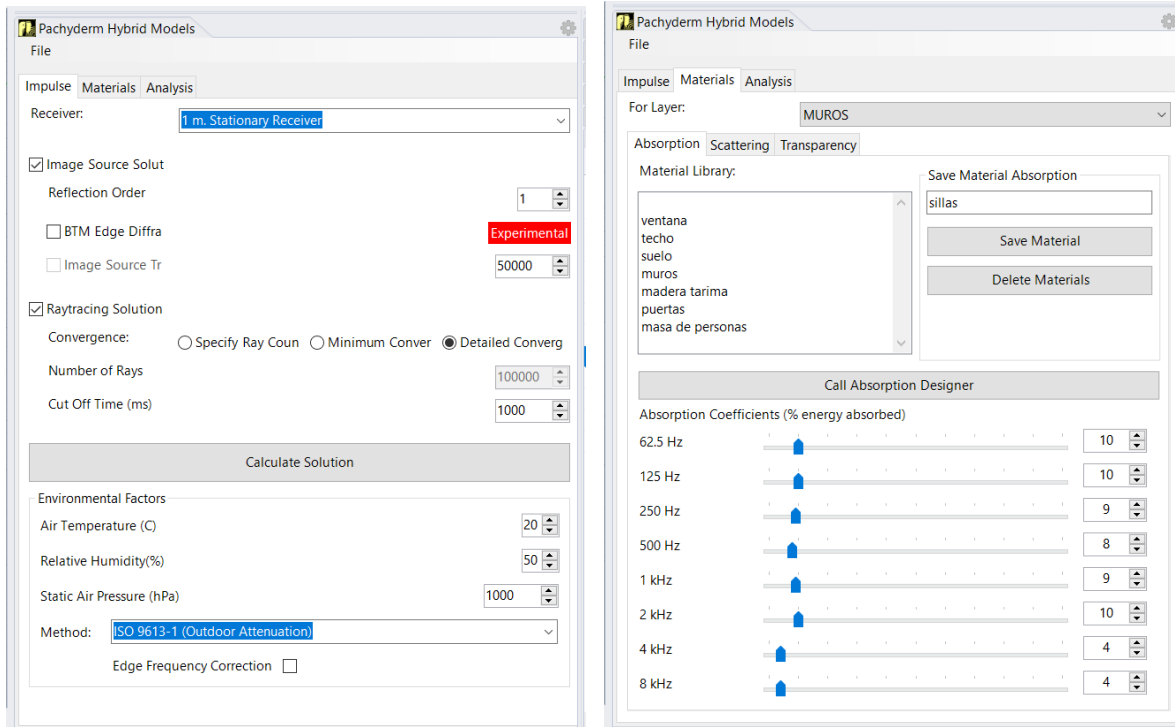 Pachyderm Hybrid Models
File
Impulse Materials Analysis
Receiver: 1 m. Stationary Receiver
Image Source Solut
Reflection Order 1
BTM Edge Diffra Experimental
Image Source Tr 50000
Raytracing Solution
Convergence: Specify Ray Coun Minimum Conver Detailed Converg
Number of Rays 100000
Cut Off Time (ms) 1000
Calculate Solution
Environmental Factors
Air Temperature (C) 20
Relative Humidity(%) 50
Static Air Pressure (hPa) 1000
Method: ISO 9613-1 (Outdoor Attenuation)
Edge Frequency Correction
Pachyderm Hybrid Models
File
Impulse Materials Analysis
For Layer: MUROS
Absorption Scattering Transparency
Material Library:
ventana
techo
suelo
muros
madera tarima
puertas
masa de personas
Save Material Absorption
sillas
Save Material
Delete Materials
Call Absorption Designer
Absorption Coefficients (% energy absorbed)
62.5 Hz 10
125 Hz 10
250 Hz 9
500 Hz 8
1 kHz 9
2 kHz 10
4 kHz 4
8 kHz 4